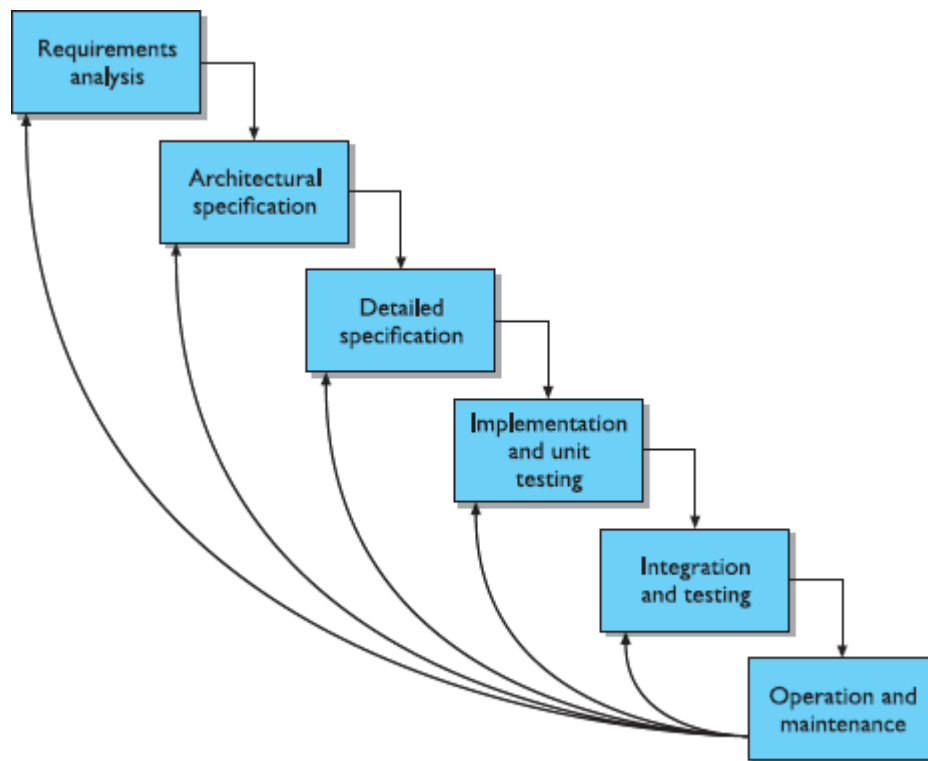 Requirements
analysis
Architectural
specification
Detailed
specification
Implementation
and unit
testing
Integration
and testing
Operation and
maintenance